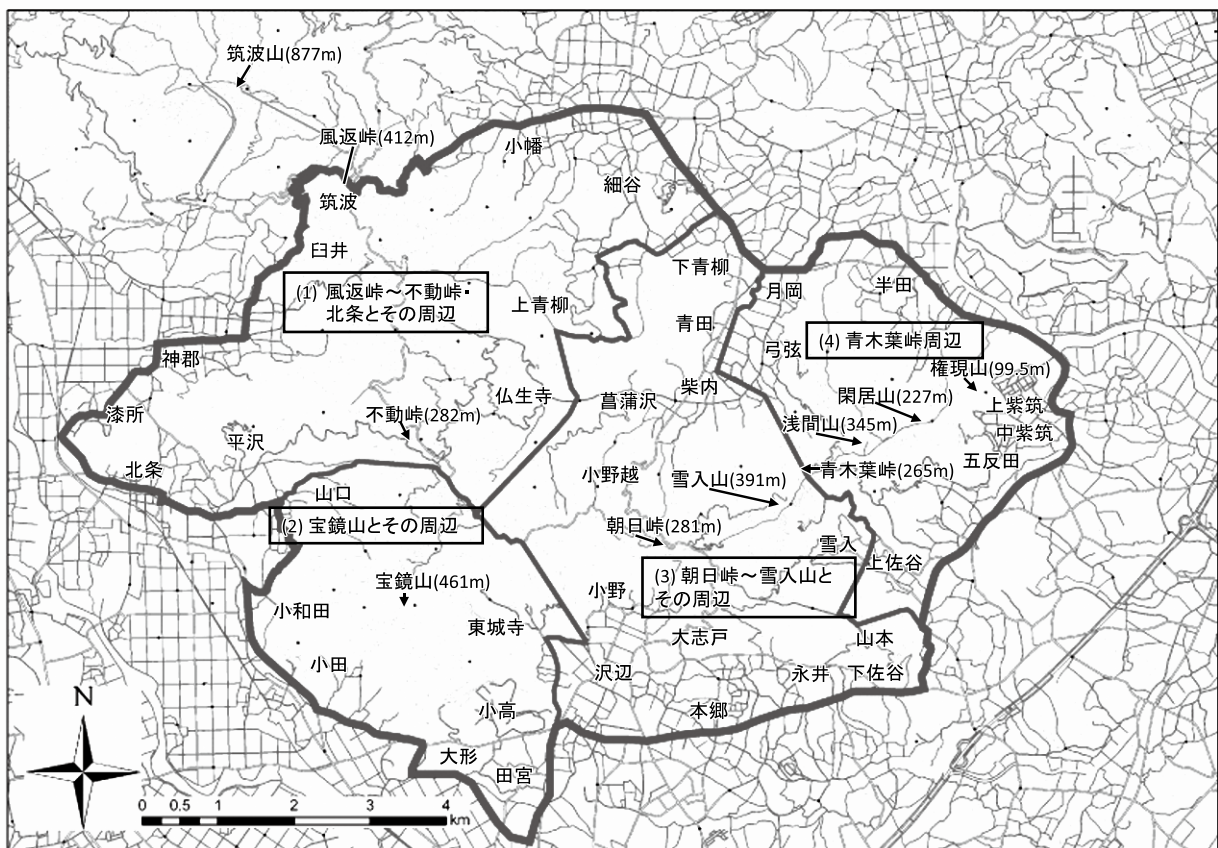 筑波山(877m)
風返峠(412m)
小幡
細谷
筑波
臼井
下青柳
月岡
半田
(1) 風返峠～不動峠・
北条とその周辺
上青柳
青田
弓弦
(4) 青木葉峠周辺
神郡
権現山(99.5m)
仏生寺
菖蒲沢
柴内
閑居山(227m)
上紫筑
漆所
不動峠(282m)
浅間山(345m)
中紫筑
平沢
五反田
北条
小野越
雪入山(391m)
青木葉峠(265m)
山口
(2) 宝鏡山とその周辺
朝日峠(281m)
雪入
上佐谷
宝鏡山(461m)
小野
(3) 朝日峠～雪入山と
その周辺
小和田
東城寺
大志戸
山本
小田
沢辺
永井
下佐谷
小高
本郷
大形
田宮
N
0 0.5 1 2 3 4
km